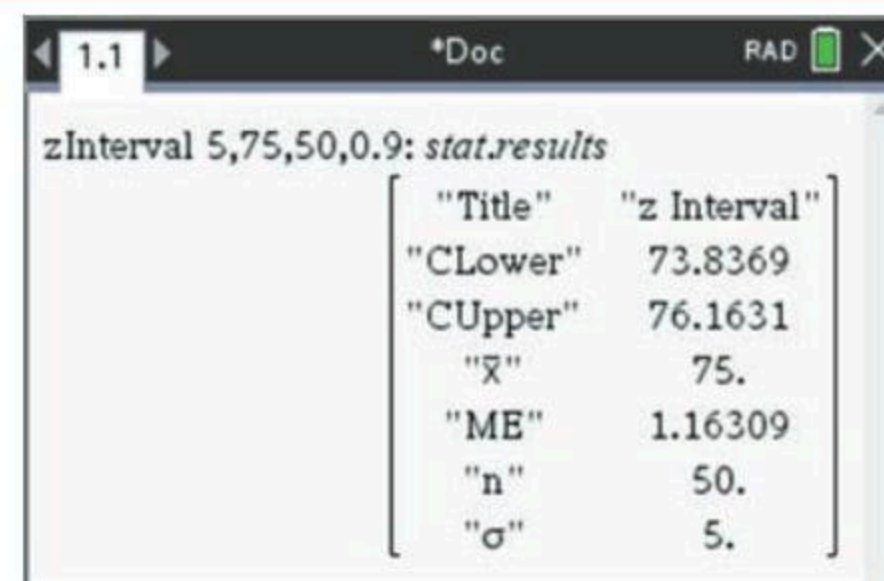 1.1 *Doc RAD
zInterval 5,75,50,0.9: stat.results
"Title" "z Interval"
"CLower" 73.8369
"CUpper" 76.1631
"x̄" 75.
"ME" 1.16309
"n" 50.
"σ" 5.